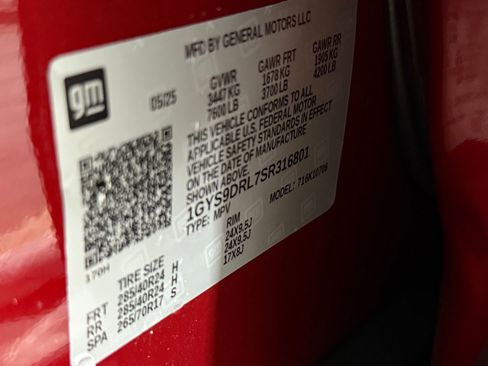 MFD BY GENERAL MOTORS LLC
gm
05/25
GVWR GAWR FRT GAWR RR
3447 KG 1678 KG 1905 KG
7600 LB 3700 LB 4200 LB
THIS VEHICLE CONFORMS TO ALL
APPLICABLE U.S. FEDERAL MOTOR
VEHICLE SAFETY STANDARDS IN EFFECT
ON THE DATE OF MANUFACTURE
SHOWN ABOVE.
1GYS9DRL7SR316801
TYPE: MPV MODEL: 716K10706
170H
TIRE SIZE RIM
FRT 285/40R24 H 24X9.5J
RR 285/40R24 H 24X9.5J
SPA 265/70R17 S 17X8J